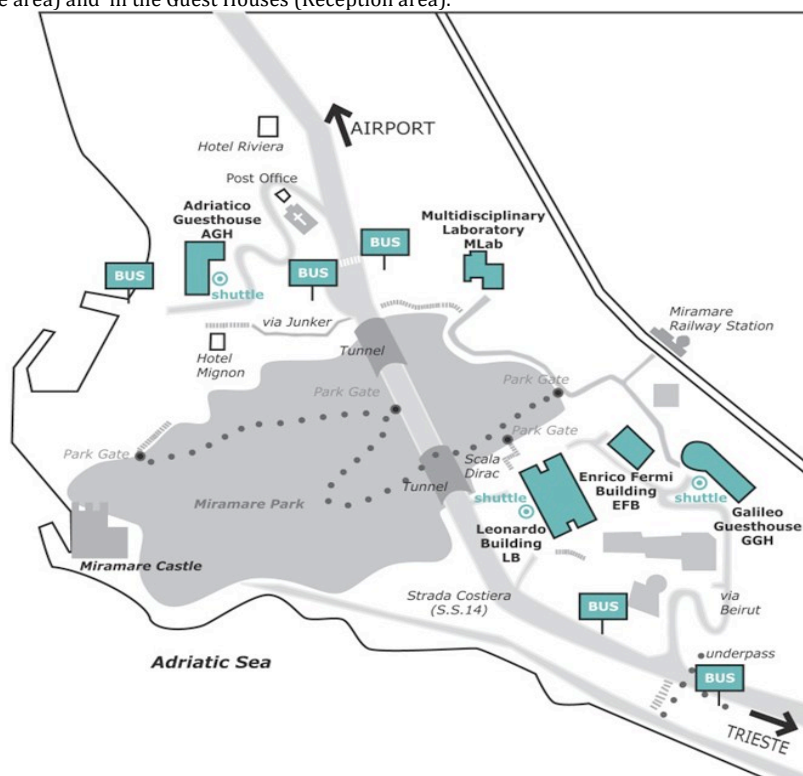 e area) and in the Guest Houses (Reception area).
AIRPORT
Hotel Riviera
Post Office
Adriatico
Guesthouse
AGH
BUS
Multidisciplinary
Laboratory
MLab
BUS
BUS
shuttle
via Junker
Miramare
Railway Station
Hotel
Mignon
Tunnel
Park Gate
Park Gate
Park Gate
Park Gate
Scala
Dirac
Tunnel
Miramare Park
shuttle
Enrico Fermi
Building
EFB
shuttle
Leonardo
Building
LB
Galileo
Guesthouse
GGH
Miramare Castle
Strada Costiera
(S.S.14)
BUS
via
Beirut
Adriatic Sea
underpass
BUS
TRIESTE